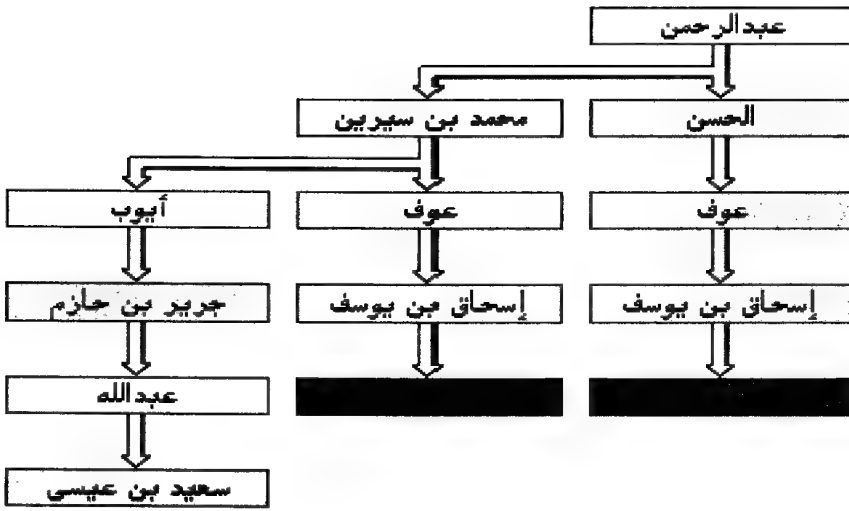 عبدالرحمن
الحسن
محمد بن سيرين
عوف
عوف
أيوب
إسحاق بن يوسف
إسحاق بن يوسف
جرير بن حازم
عبدالله
سعيد بن عيسى